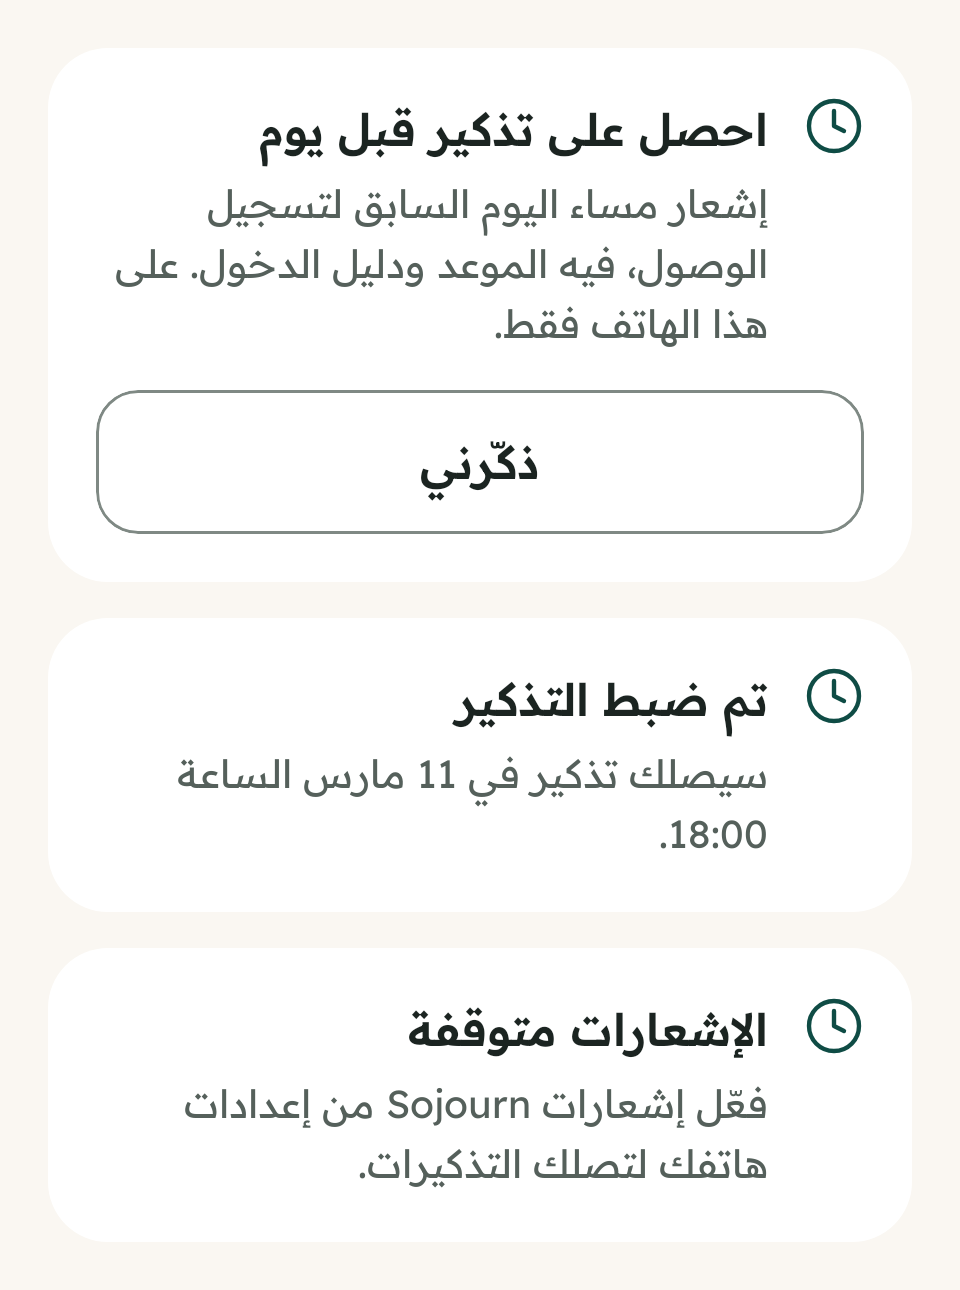 احصل على تذكير قبل يوم
إشعار مساء اليوم السابق لتسجيل
الوصول، فيه الموعد ودليل الدخول. على
هذا الهاتف فقط.
ذكّرني
تم ضبط التذكير
سيصلك تذكير في 11 مارس الساعة
18:00.
الإشعارات متوقفة
فعّل إشعارات Sojourn من إعدادات
هاتفك لتصلك التذكيرات.